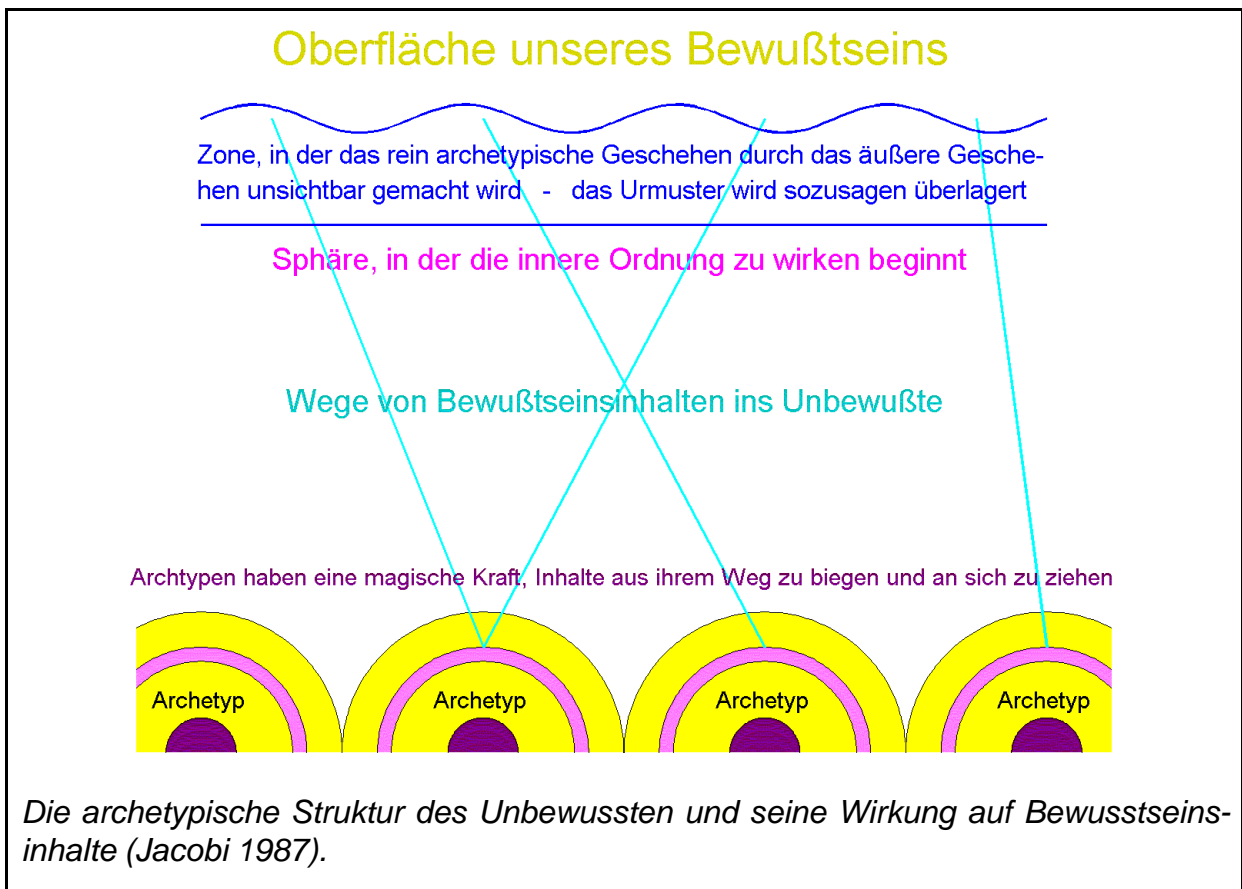 Oberfläche unseres Bewußtseins
Zone, in der das rein archetypische Geschehen durch das äußere Gesche-
hen unsichtbar gemacht wird - das Urmuster wird sozusagen überlagert
Sphäre, in der die innere Ordnung zu wirken beginnt
Wege von Bewußtseinsinhalten ins Unbewußte
Archtypen haben eine magische Kraft, Inhalte aus ihrem Weg zu biegen und an sich zu ziehen
Archetyp Archetyp Archetyp Archetyp
Die archetypische Struktur des Unbewussten und seine Wirkung auf Bewusstseins-
inhalte (Jacobi 1987).